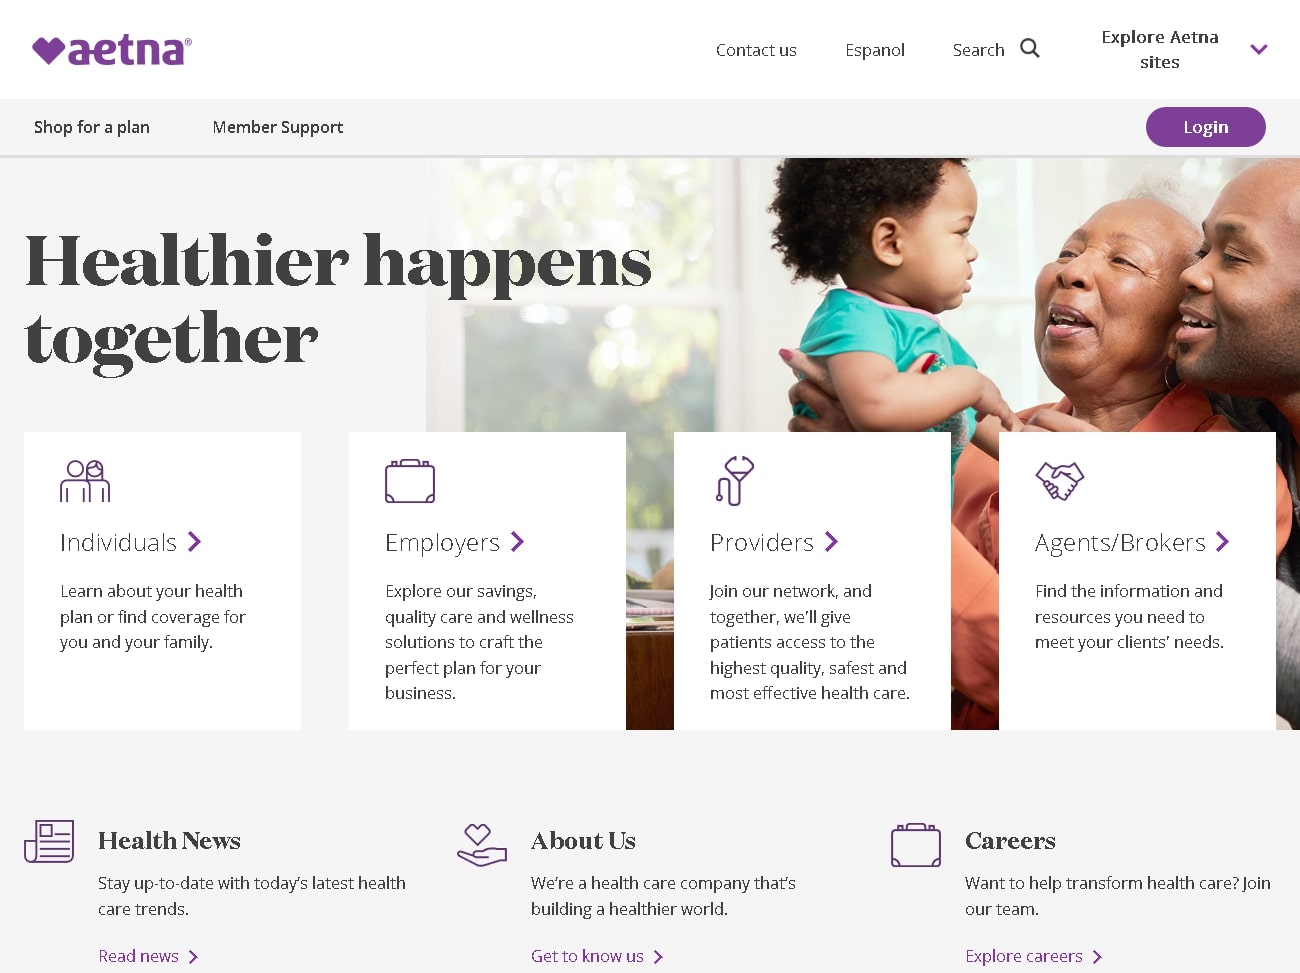 aetna®
Contact us
Espanol
Search
Explore Aetna
sites
Shop for a plan
Member Support
Login
Healthier happens
together
Individuals
Learn about your health
plan or find coverage for
you and your family.
Employers
Explore our savings,
quality care and wellness
solutions to craft the
perfect plan for your
business.
Providers
Join our network, and
together, we’ll give
patients access to the
highest quality, safest and
most effective health care.
Agents/Brokers
Find the information and
resources you need to
meet your clients’ needs.
Health News
Stay up-to-date with today’s latest health
care trends.
Read news
About Us
We’re a health care company that’s
building a healthier world.
Get to know us
Careers
Want to help transform health care? Join
our team.
Explore careers